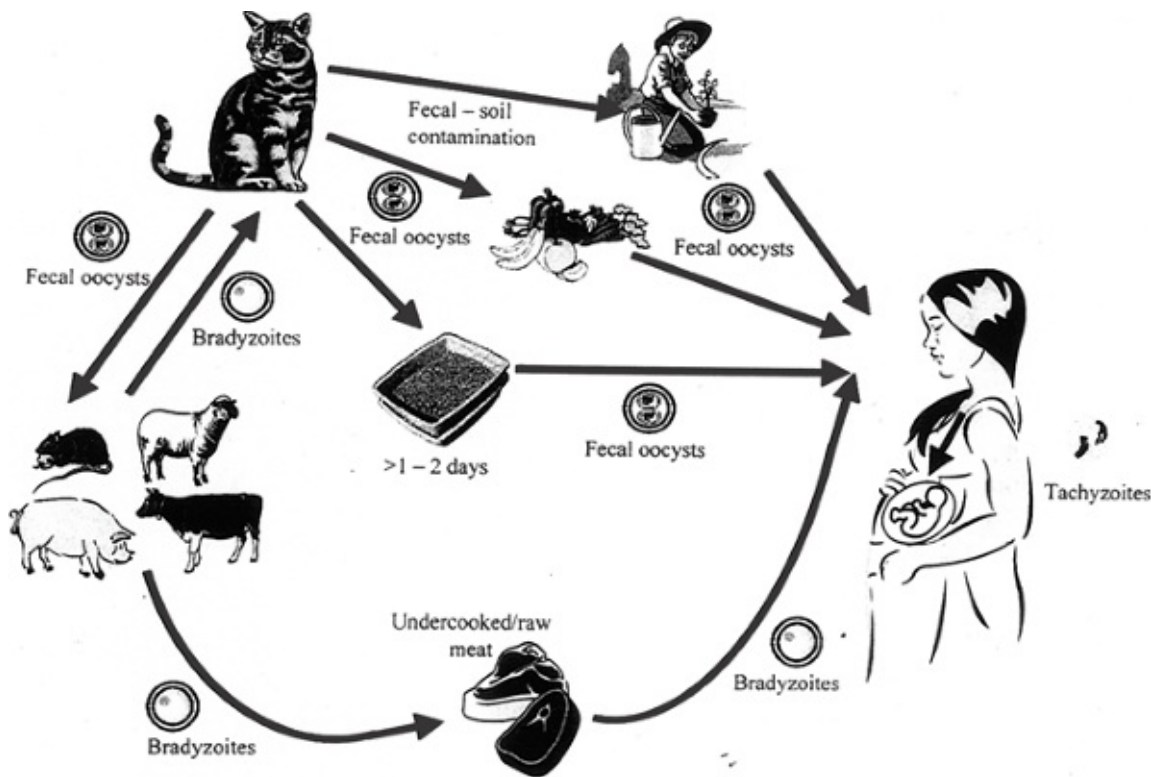 Fecal – soil
contamination
Fecal oocysts
Fecal oocysts
Fecal oocysts
Bradyzoites
>1 – 2 days
Fecal oocysts
Tachyzoites
Undercooked/raw
meat
Bradyzoites
Bradyzoites